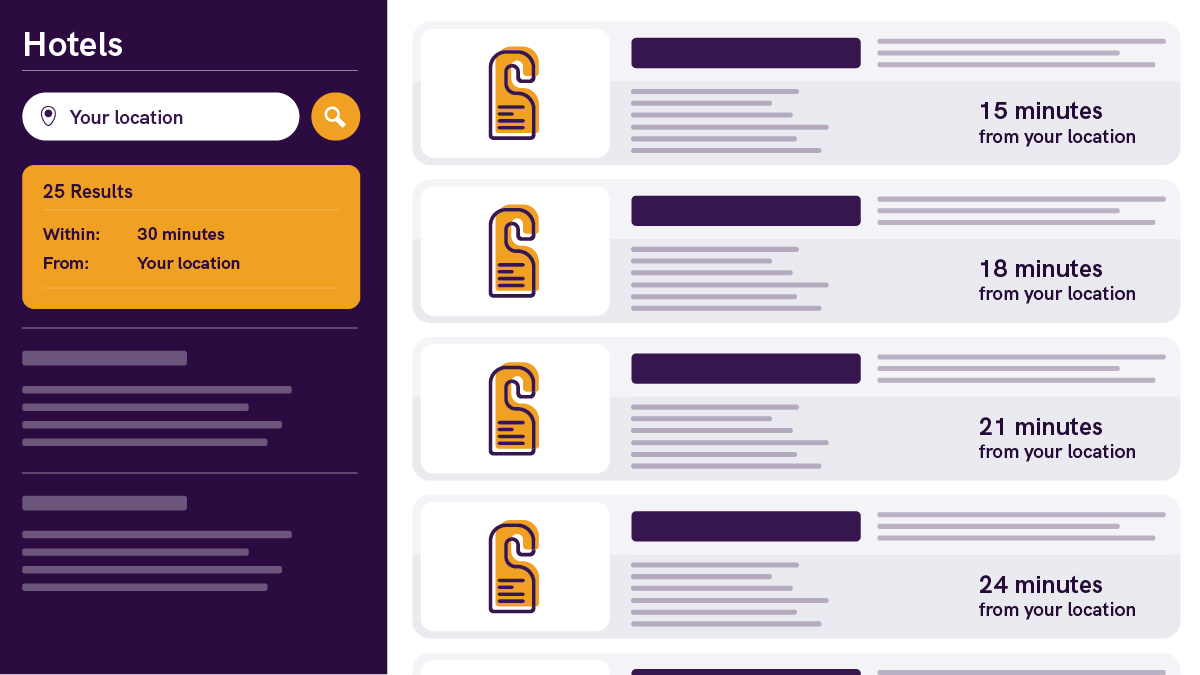 Hotels
Your location
25 Results
Within: 30 minutes
From: Your location
15 minutes
from your location
18 minutes
from your location
21 minutes
from your location
24 minutes
from your location